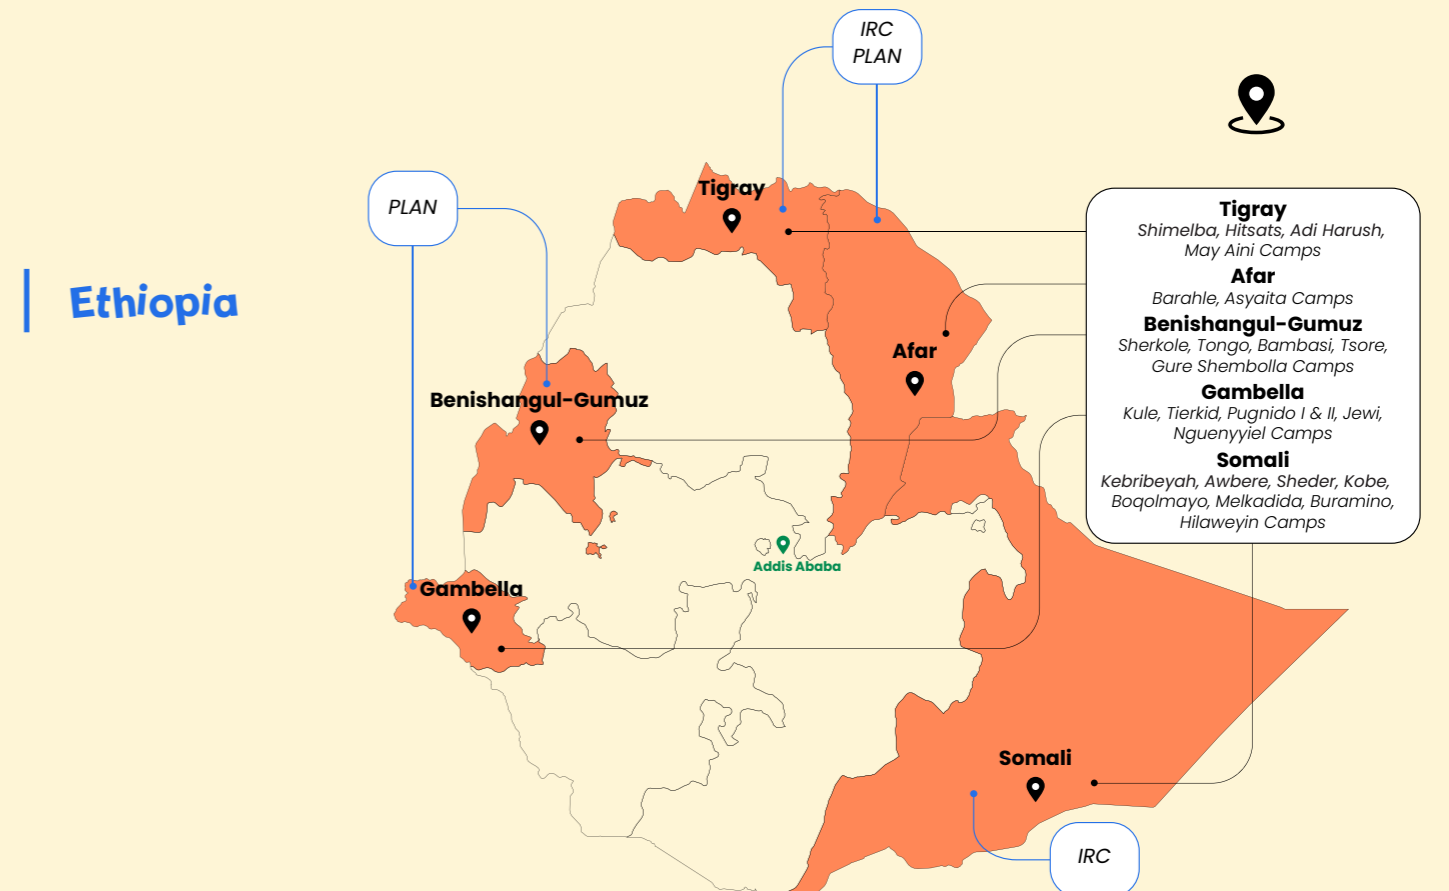 IRC
PLAN
PLAN
Ethiopia
Tigray
Afar
Benishangul-Gumuz
Addis Ababa
Gambella
Somali
IRC
Tigray
Shimelba, Hitsats, Adi Harush,
May Aini Camps
Afar
Barahle, Asyaita Camps
Benishangul-Gumuz
Sherkole, Tongo, Bambasi, Tsore,
Gure Shembolla Camps
Gambella
Kule, Tierkid, Pugnido I & II, Jewi,
Nguenyyiel Camps
Somali
Kebribeyah, Awbere, Sheder, Kobe,
Boqolmayo, Melkadida, Buramino,
Hilaweyin Camps